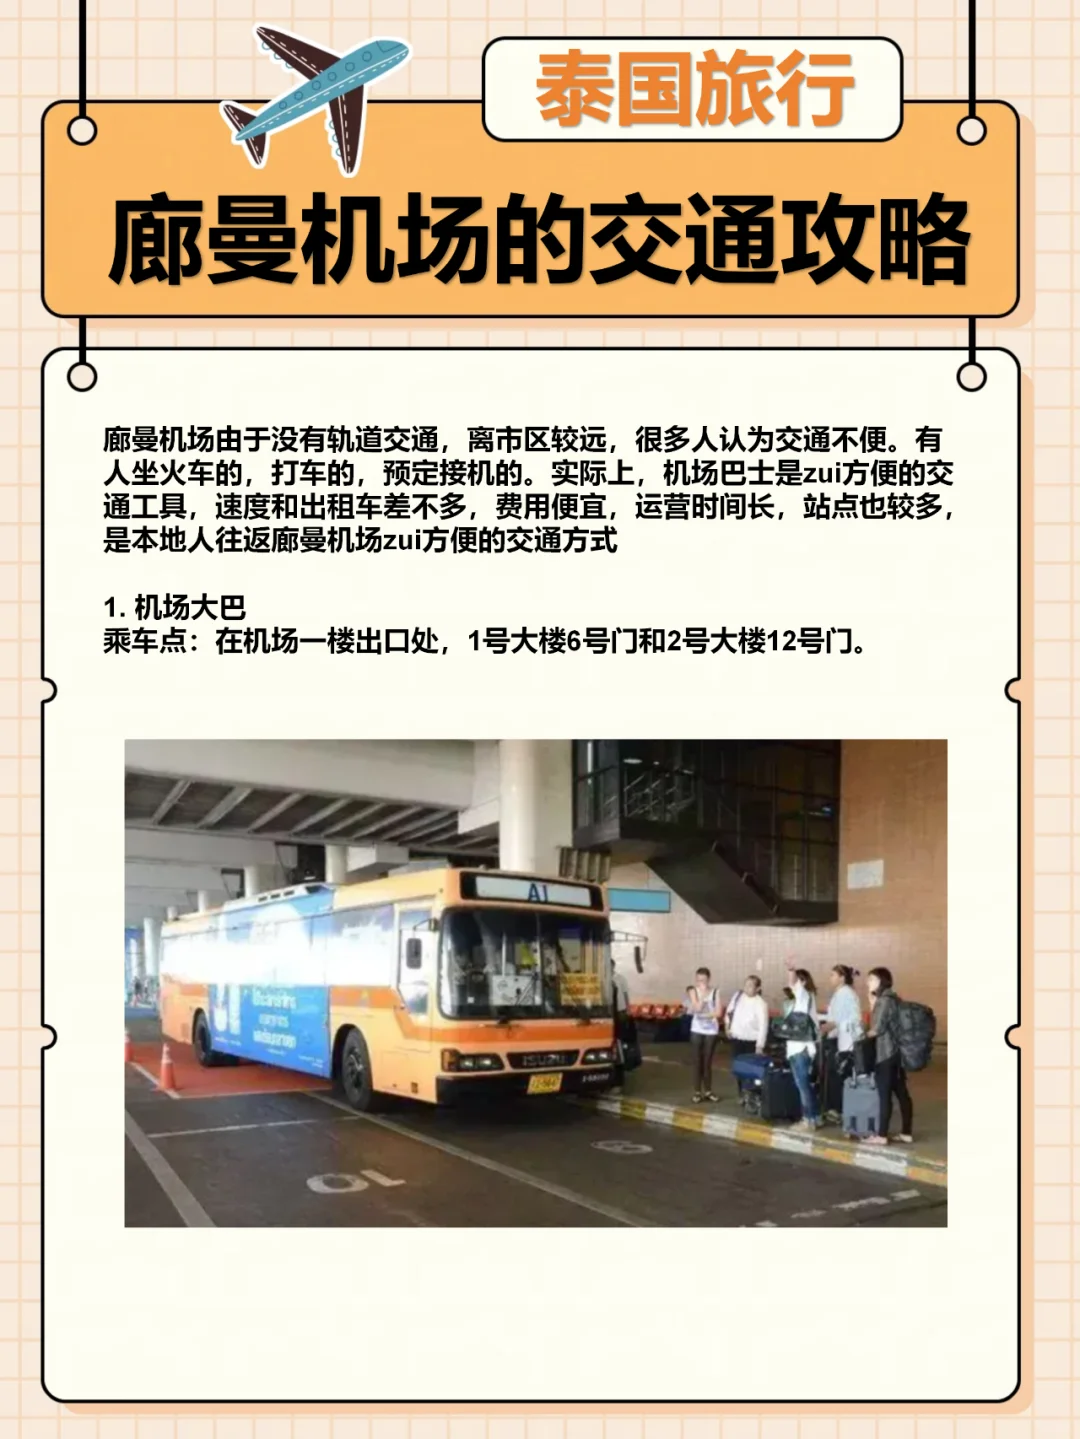 泰国旅行
廊曼机场的交通攻略
廊曼机场由于没有轨道交通，离市区较远，很多人认为交通不便。有
人坐火车的，打车的，预定接机的。实际上，机场巴士是zui方便的交
通工具，速度和出租车差不多，费用便宜，运营时间长，站点也较多，
是本地人往返廊曼机场zui方便的交通方式
1. 机场大巴
乘车点：在机场一楼出口处，1号大楼6号门和2号大楼12号门。
A1
ISUZU
10
9